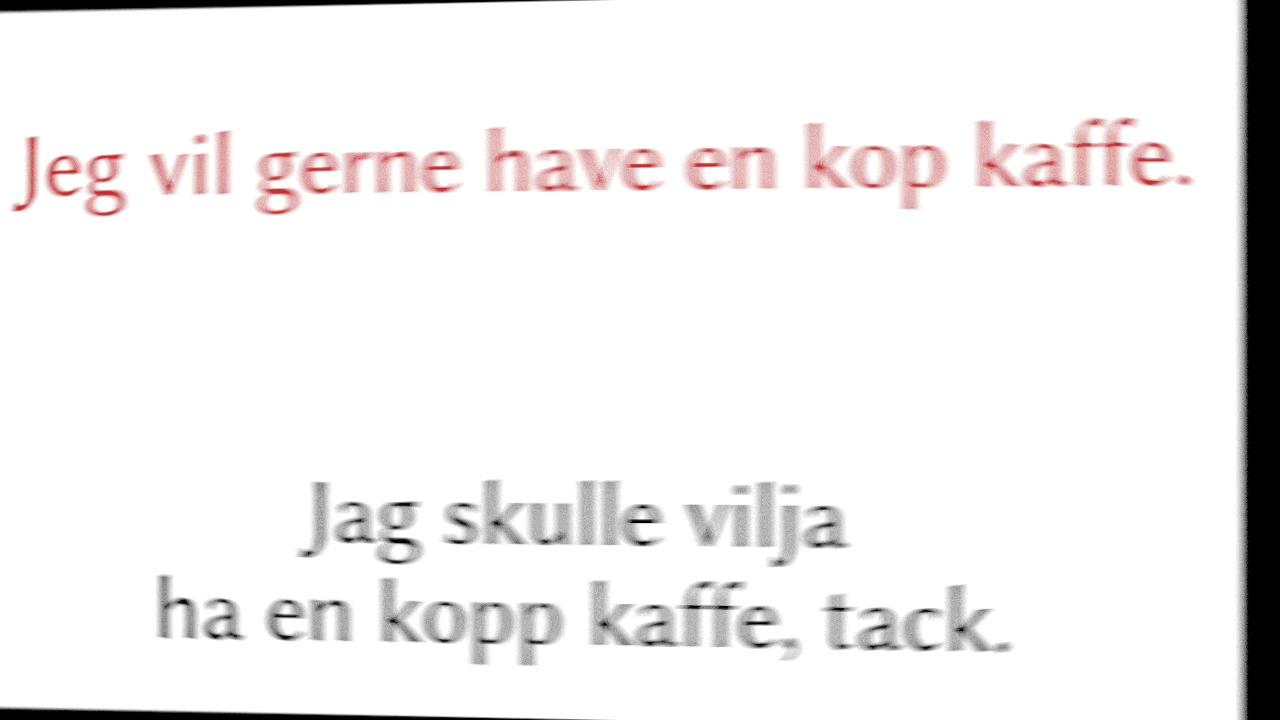 Jeg vil gerne have en kop kaffe.
Jag skulle vilja
ha en kopp kaffe, tack.